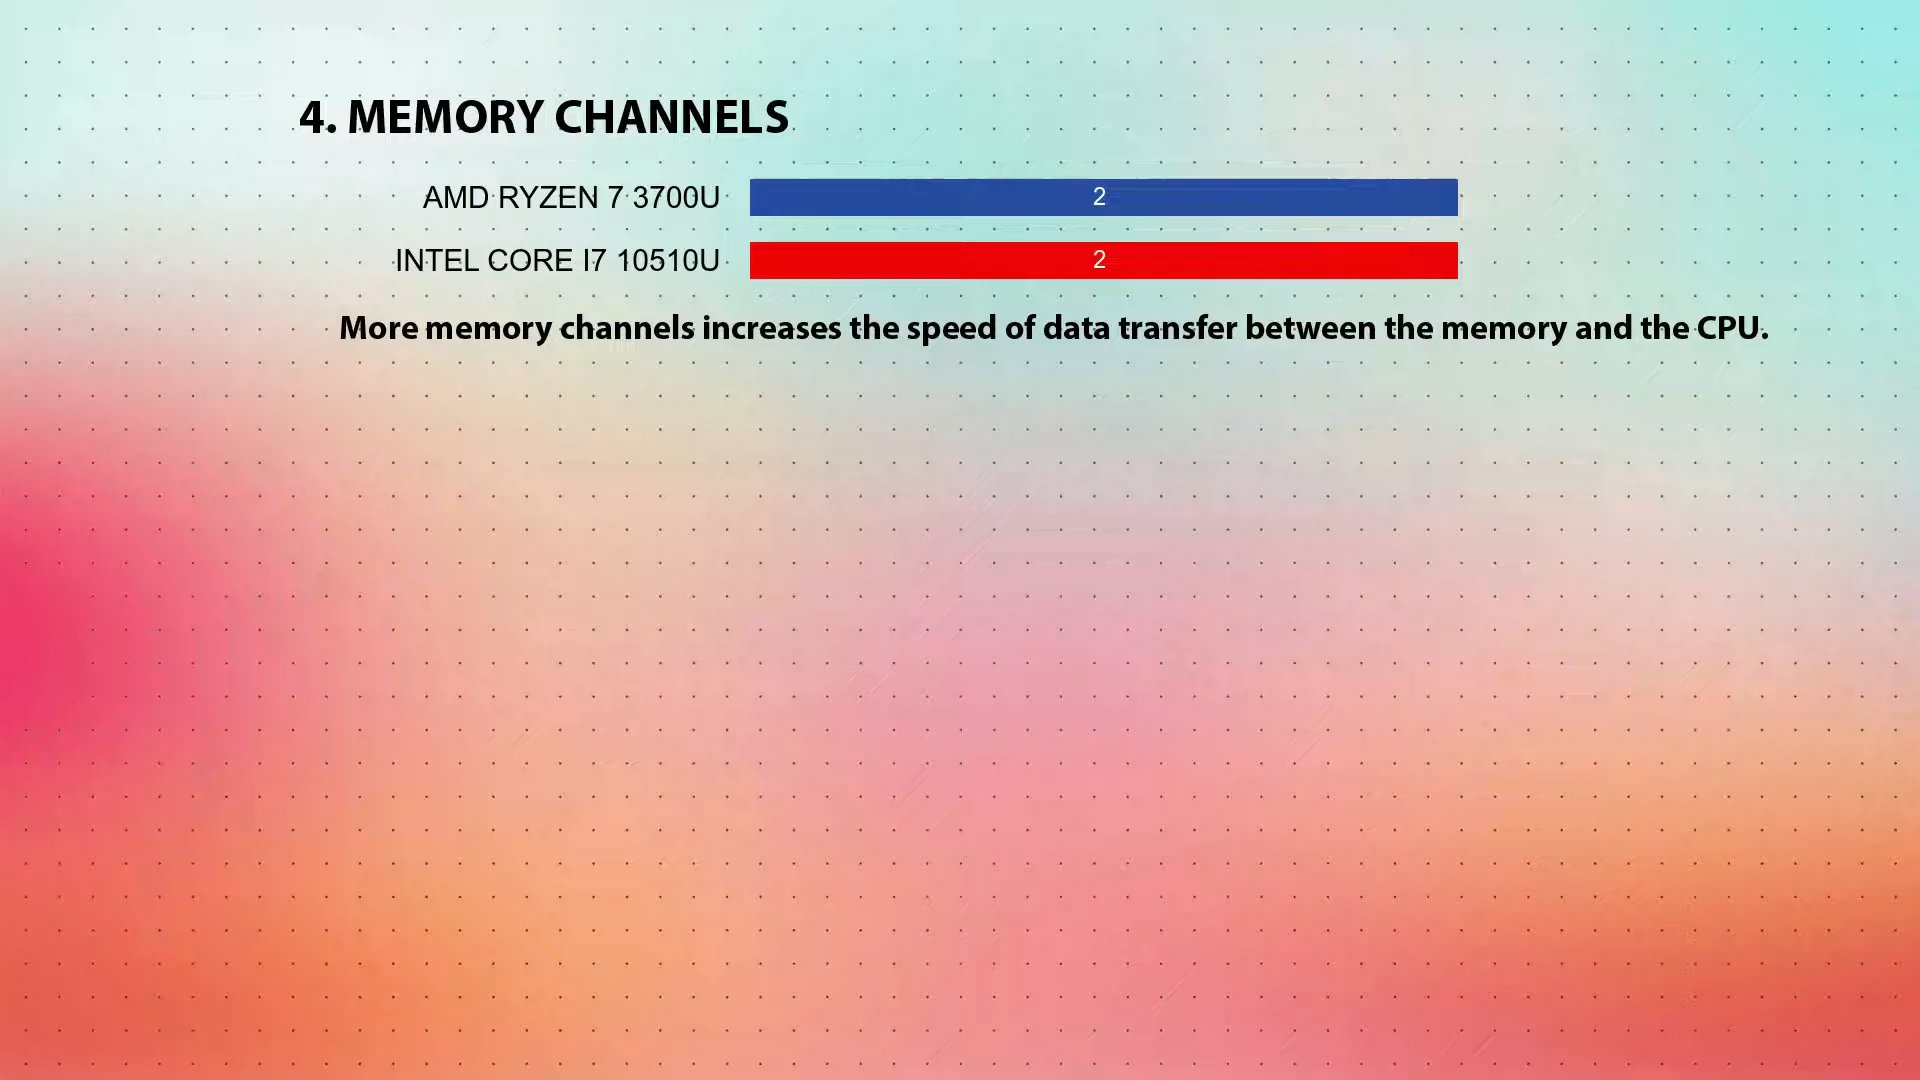 4. MEMORY CHANNELS
AMD RYZEN 7 3700U 2
INTEL CORE I7 10510U 2
More memory channels increases the speed of data transfer between the memory and the CPU.